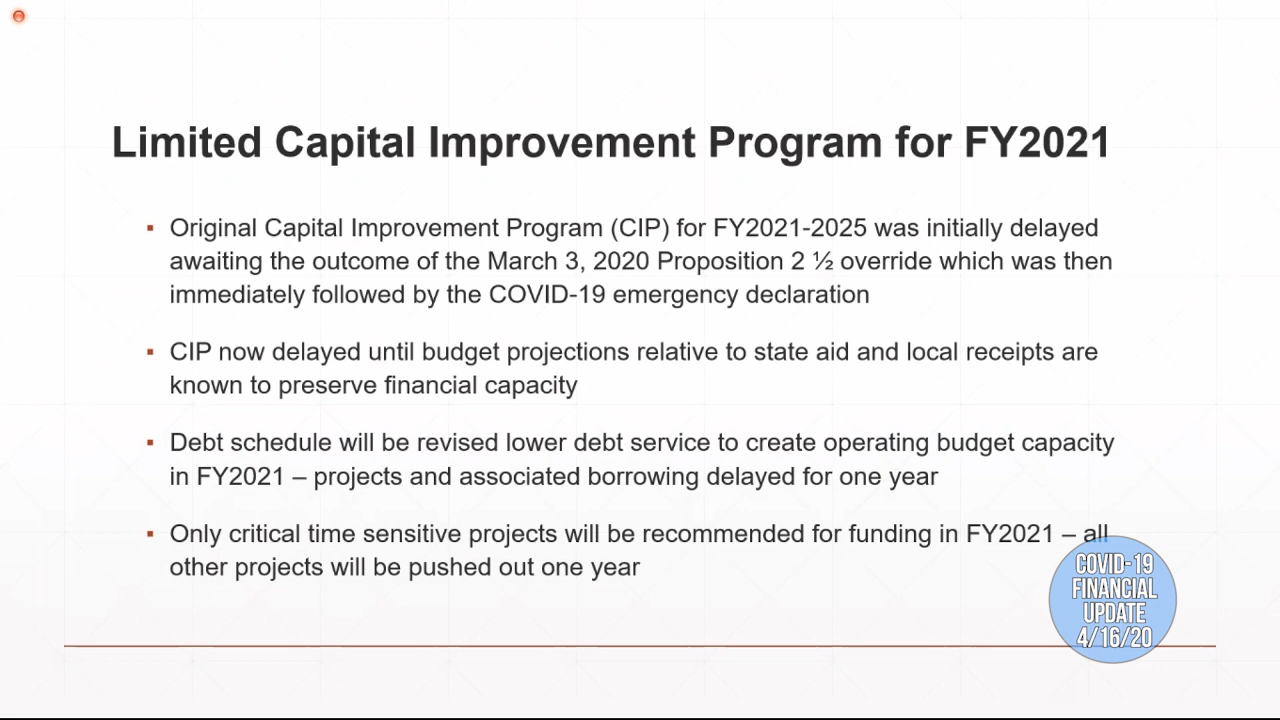 Limited Capital Improvement Program for FY2021
▪ Original Capital Improvement Program (CIP) for FY2021-2025 was initially delayed
awaiting the outcome of the March 3, 2020 Proposition 2 ½ override which was then
immediately followed by the COVID-19 emergency declaration
▪ CIP now delayed until budget projections relative to state aid and local receipts are
known to preserve financial capacity
▪ Debt schedule will be revised lower debt service to create operating budget capacity
in FY2021 – projects and associated borrowing delayed for one year
▪ Only critical time sensitive projects will be recommended for funding in FY2021 – all
other projects will be pushed out one year
COVID-19
FINANCIAL
UPDATE
4/16/20